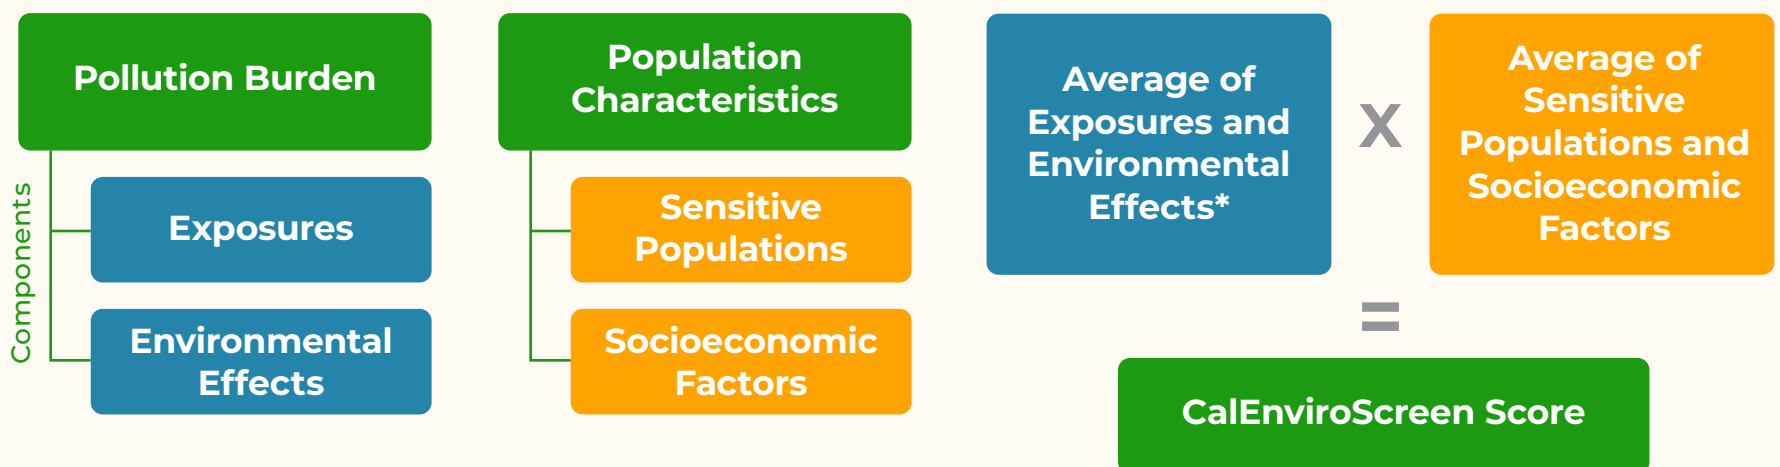 Pollution Burden
Components
Exposures
Environmental
Effects
Population
Characteristics
Sensitive
Populations
Socioeconomic
Factors
Average of
Exposures and
Environmental
Effects*
X
Average of
Sensitive
Populations and
Socioeconomic
Factors
=
CalEnviroScreen Score